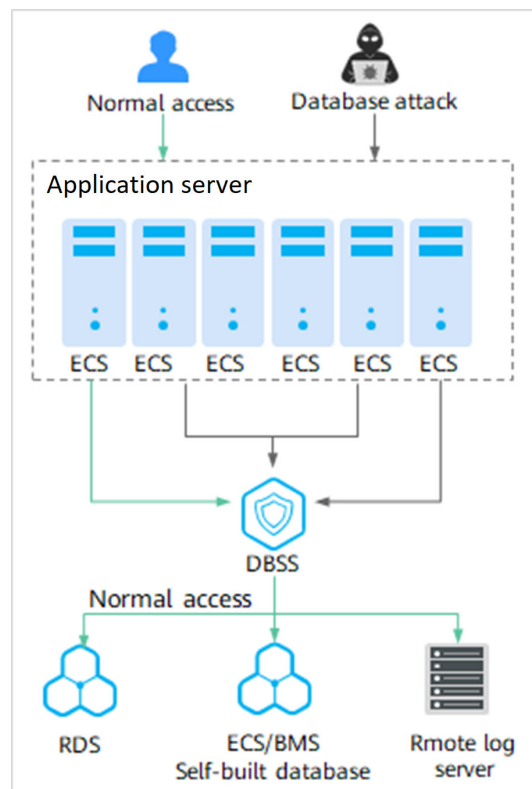 Normal access
Database attack
Application server
ECS ECS ECS ECS ECS ECS
DBSS
Normal access
RDS
ECS/BMS
Self-built database
Rmote log
server